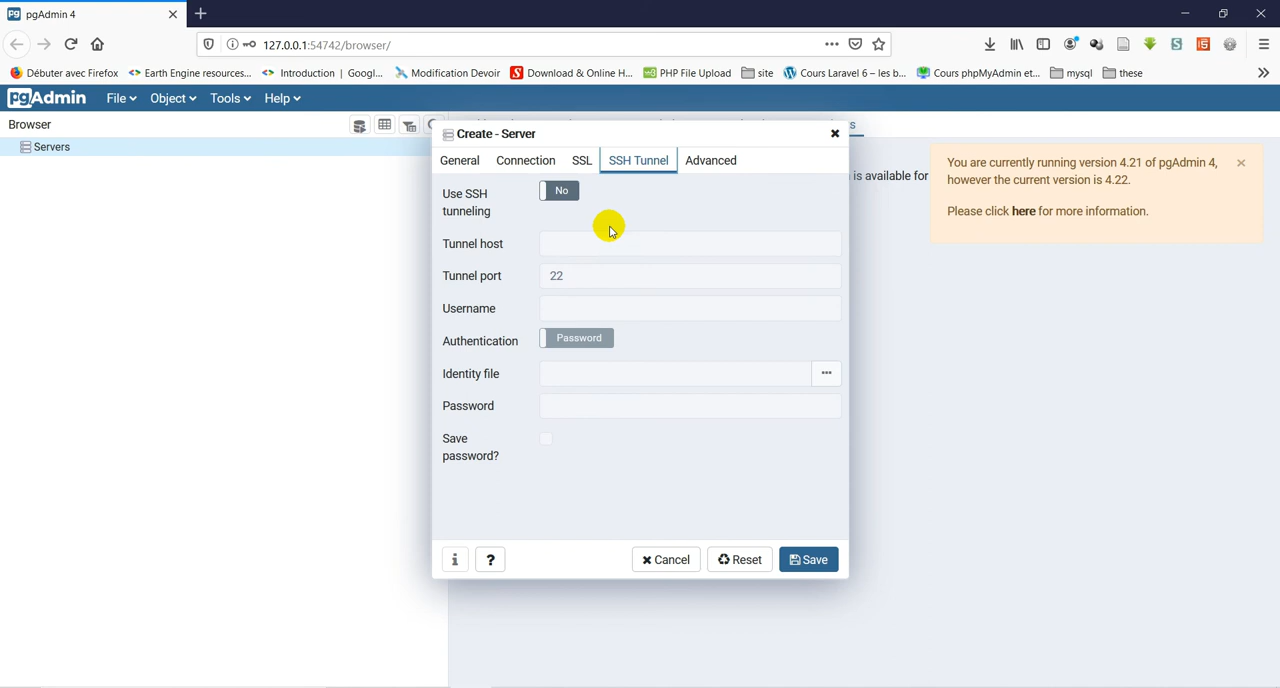 pgAdmin 4
127.0.0.1:54742/browser/
Débuter avec Firefox
Earth Engine resources...
Introduction | Googl...
Modification Devoir
Download & Online H...
PHP File Upload
site
Cours Laravel 6 – les b...
Cours phpMyAdmin et...
mysql
these
pgAdmin
File
Object
Tools
Help
Browser
Servers
Create - Server
General
Connection
SSL
SSH Tunnel
Advanced
Use SSH
tunneling
No
Tunnel host
Tunnel port
22
Username
Authentication
Password
Identity file
Password
Save
password?
Cancel
Reset
Save
s
is available for
You are currently running version 4.21 of pgAdmin 4,
however the current version is 4.22.
Please click here for more information.